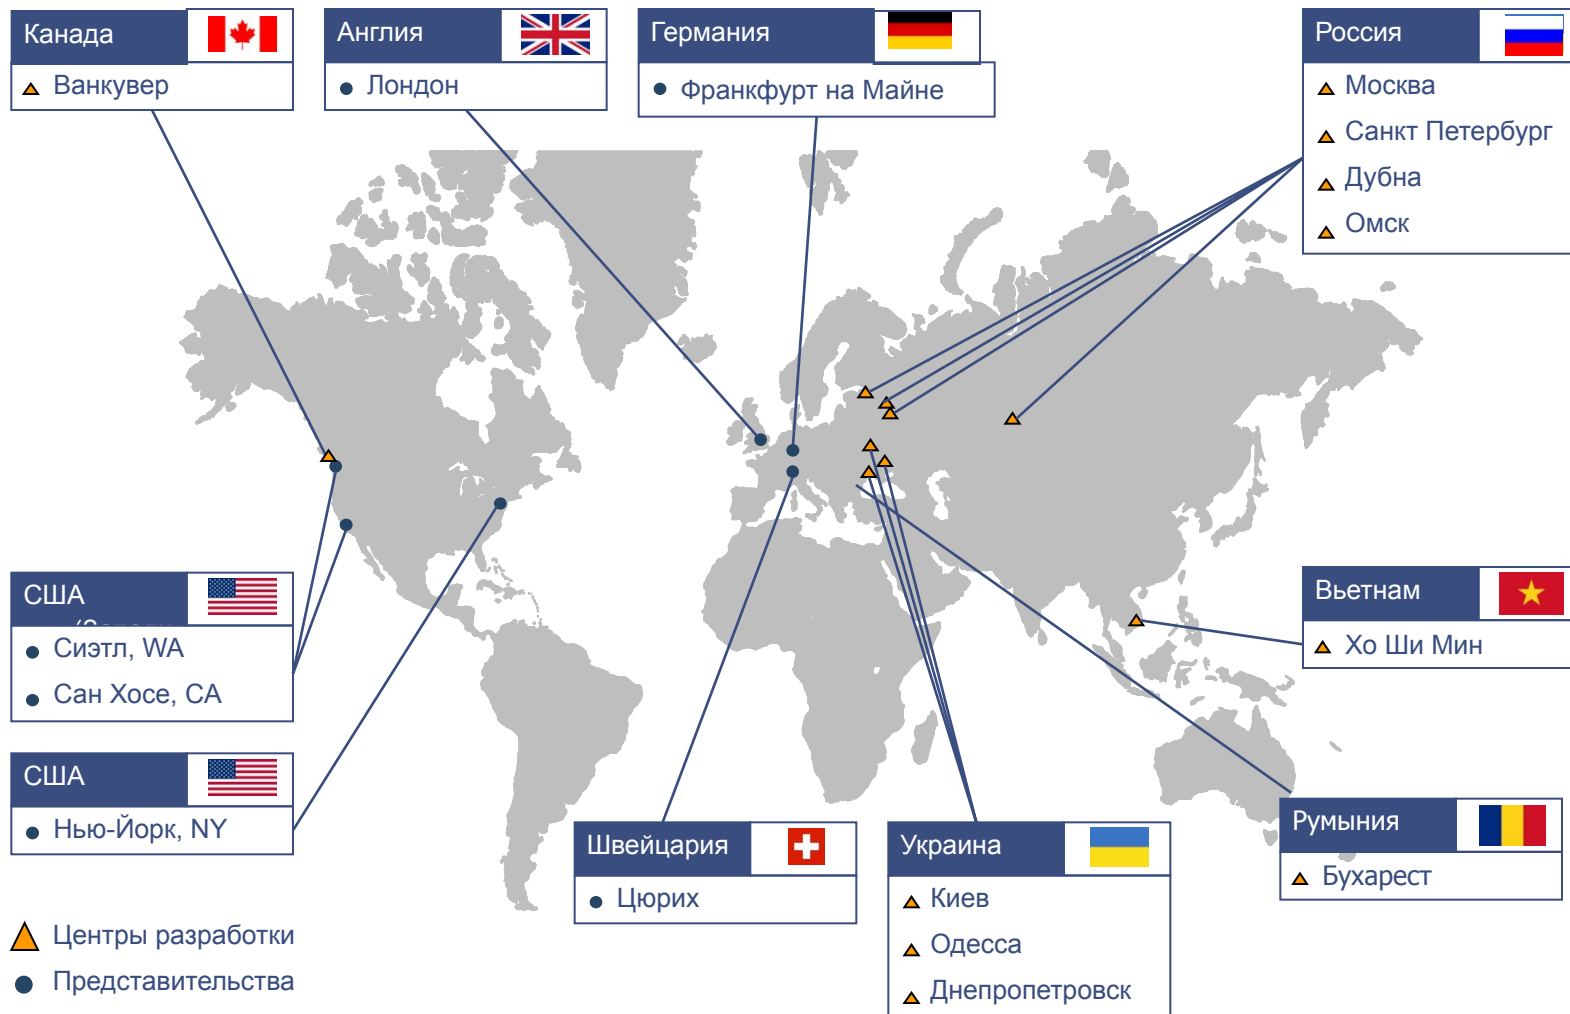 Канада
Ванкувер
Англия
Лондон
Германия
Франкфурт на Майне
Россия
Москва
Санкт Петербург
Дубна
Омск
США
Сиэтл, WA
Сан Хосе, CA
США
Нью-Йорк, NY
Вьетнам
Хо Ши Мин
Швейцария
Цюрих
Украина
Киев
Одесса
Днепропетровск
Румыния
Бухарест
Центры разработки
Представительства